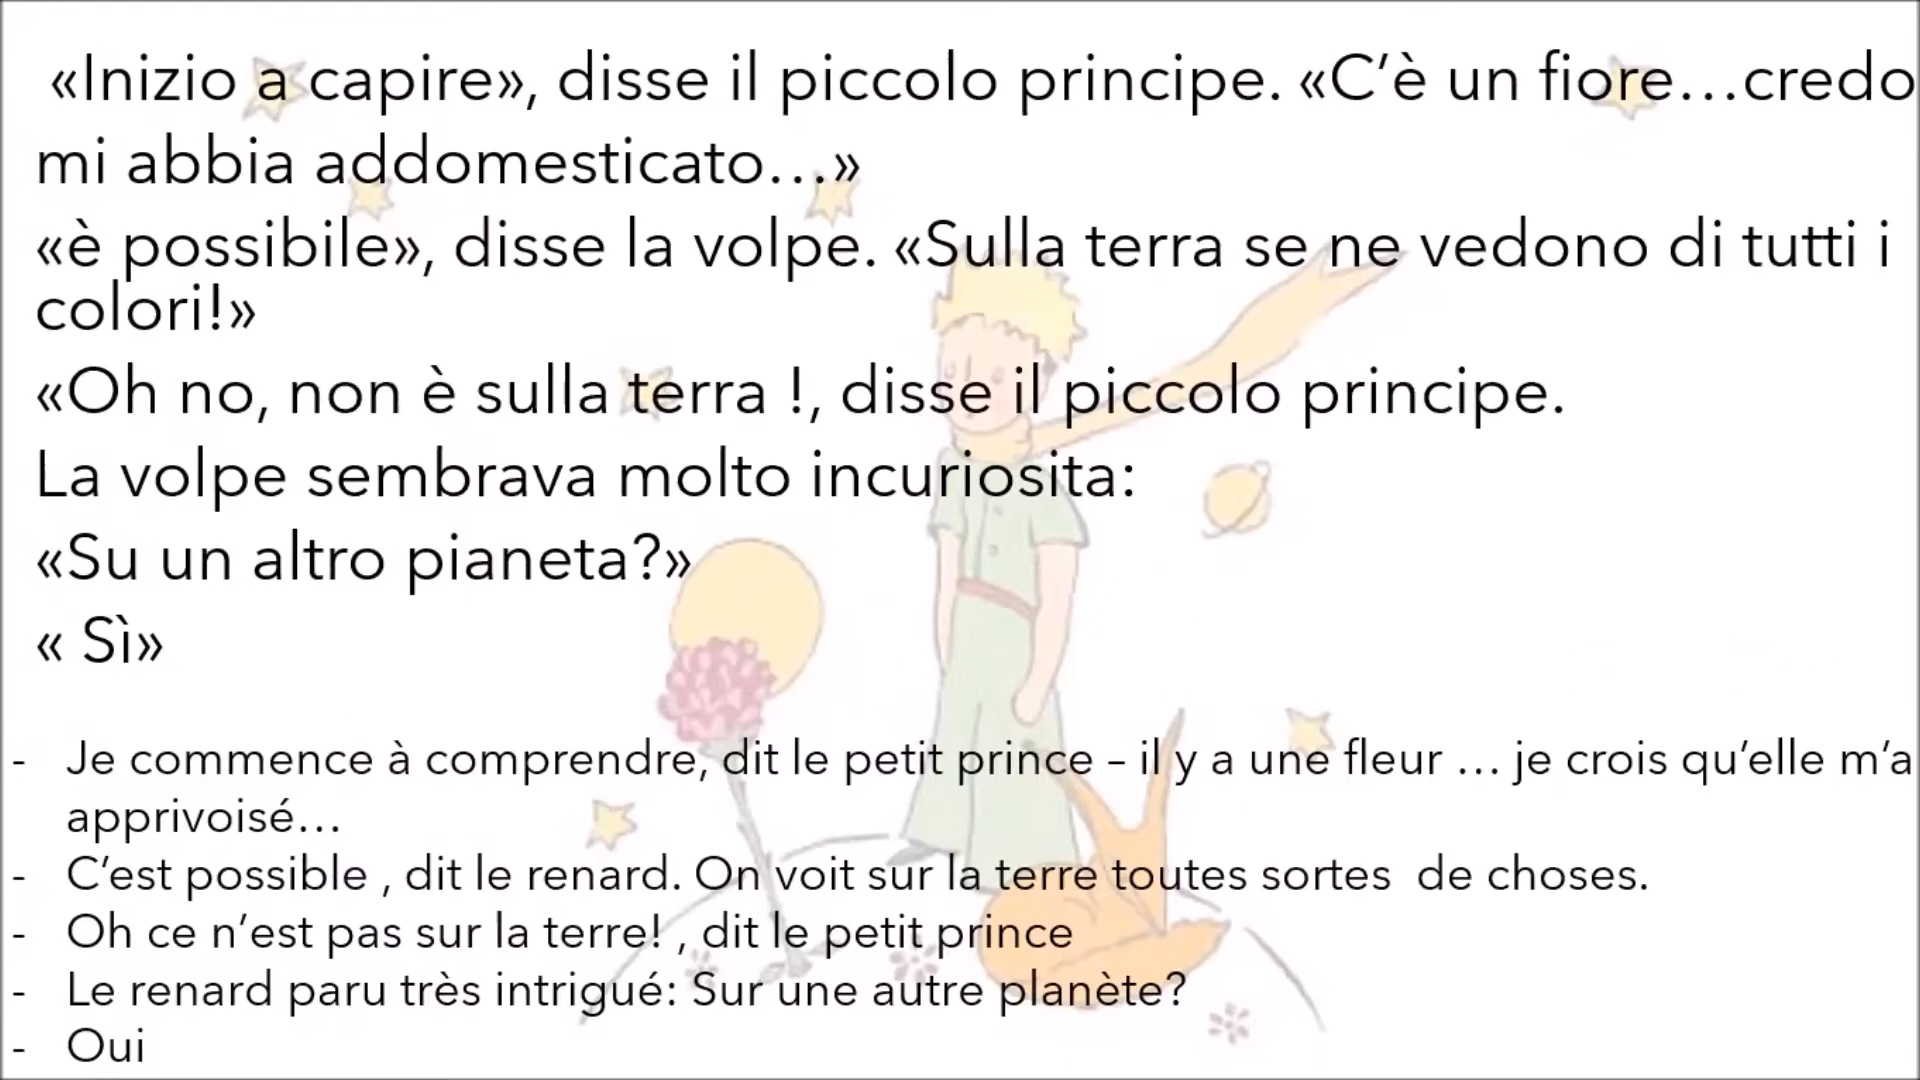 «Inizio a capire», disse il piccolo principe. «C’è un fiore…credo
mi abbia addomesticato…»
«è possibile», disse la volpe. «Sulla terra se ne vedono di tutti i
colori!»
«Oh no, non è sulla terra !, disse il piccolo principe.
La volpe sembrava molto incuriosita:
«Su un altro pianeta?»
« Sì»
- Je commence à comprendre, dit le petit prince – il y a une fleur … je crois qu’elle m’a
apprivoisé…
- C’est possible , dit le renard. On voit sur la terre toutes sortes  de choses.
- Oh ce n’est pas sur la terre! , dit le petit prince
- Le renard paru très intrigué: Sur une autre planète?
- Oui